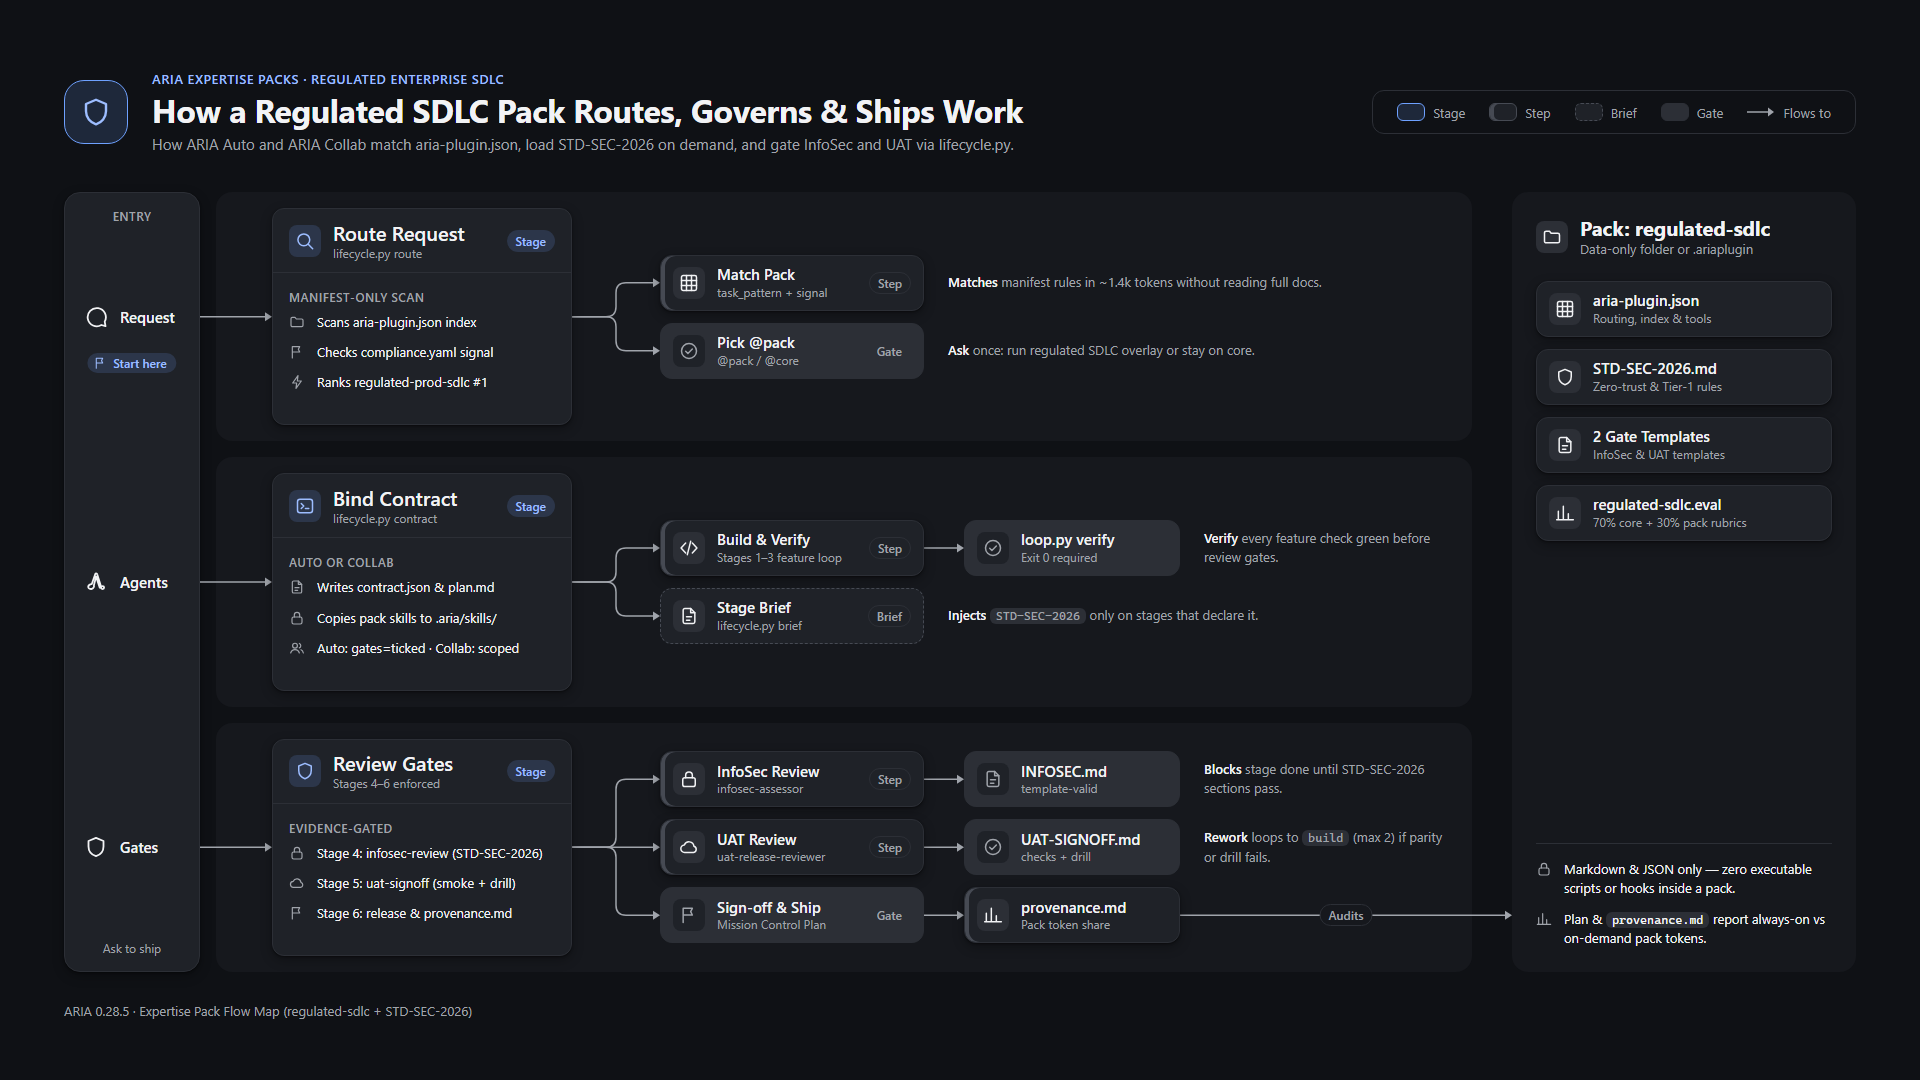 ARIA EXPERTISE PACKS · REGULATED ENTERPRISE SDLC
How a Regulated SDLC Pack Routes, Governs & Ships Work
How ARIA Auto and ARIA Collab match aria-plugin.json, load STD-SEC-2026 on demand, and gate InfoSec and UAT via lifecycle.py.
Stage
Step
Brief
Gate
Flows to
ENTRY
Request
Start here
Agents
Gates
Ask to ship
Route Request
lifecycle.py route
Stage
MANIFEST-ONLY SCAN
Scans aria-plugin.json index
Checks compliance.yaml signal
Ranks regulated-prod-sdlc #1
Match Pack
task_pattern + signal
Step
Matches manifest rules in ~1.4k tokens without reading full docs.
Pick @pack
@pack / @core
Gate
Ask once: run regulated SDLC overlay or stay on core.
Bind Contract
lifecycle.py contract
Stage
AUTO OR COLLAB
Writes contract.json & plan.md
Copies pack skills to .aria/skills/
Auto: gates=ticked · Collab: scoped
Build & Verify
Stages 1–3 feature loop
Step
loop.py verify
Exit 0 required
Verify every feature check green before
review gates.
Stage Brief
lifecycle.py brief
Brief
Injects STD-SEC-2026 only on stages that declare it.
Review Gates
Stages 4–6 enforced
Stage
EVIDENCE-GATED
Stage 4: infosec-review (STD-SEC-2026)
Stage 5: uat-signoff (smoke + drill)
Stage 6: release & provenance.md
InfoSec Review
infosec-assessor
Step
INFOSEC.md
template-valid
Blocks stage done until STD-SEC-2026
sections pass.
UAT Review
uat-release-reviewer
Step
UAT-SIGNOFF.md
checks + drill
Rework loops to build (max 2) if parity
or drill fails.
Sign-off & Ship
Mission Control Plan
Gate
provenance.md
Pack token share
Audits
Pack: regulated-sdlc
Data-only folder or .ariaplugin
aria-plugin.json
Routing, index & tools
STD-SEC-2026.md
Zero-trust & Tier-1 rules
2 Gate Templates
InfoSec & UAT templates
regulated-sdlc.eval
70% core + 30% pack rubrics
Markdown & JSON only — zero executable
scripts or hooks inside a pack.
Plan & provenance.md report always-on vs
on-demand pack tokens.
ARIA 0.28.5 · Expertise Pack Flow Map (regulated-sdlc + STD-SEC-2026)